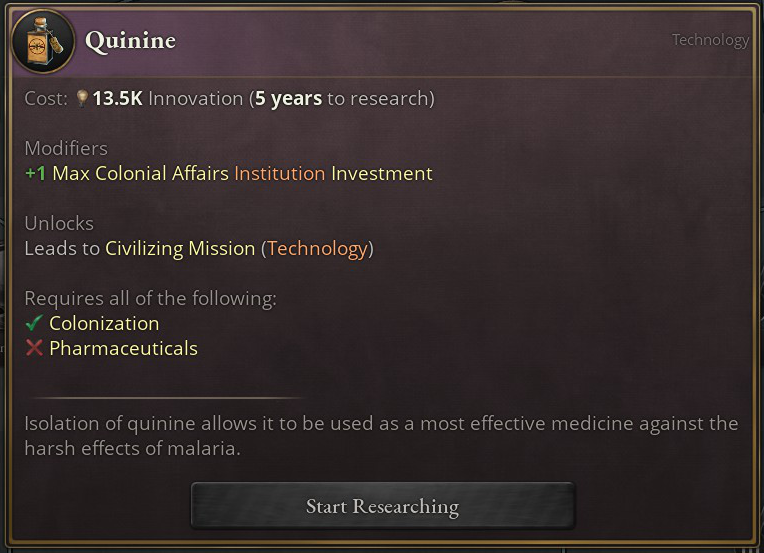 Quinine
Technology
Cost: 13.5K Innovation (5 years to research)
Modifiers
+1 Max Colonial Affairs Institution Investment
Unlocks
Leads to Civilizing Mission (Technology)
Requires all of the following:
Colonization
Pharmaceuticals
Isolation of quinine allows it to be used as a most effective medicine against the
harsh effects of malaria.
Start Researching